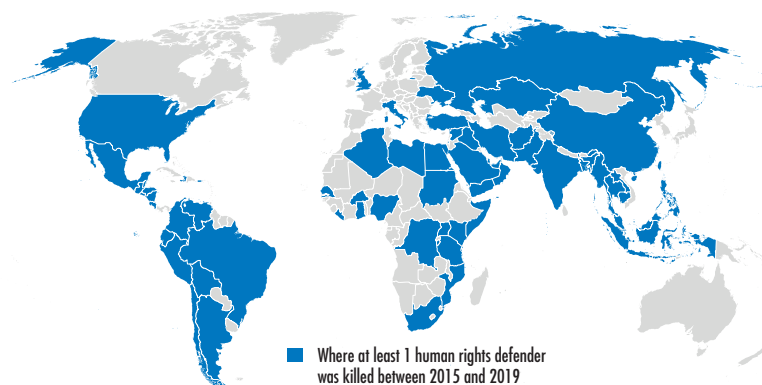 Where at least 1 human rights defender
was killed between 2015 and 2019